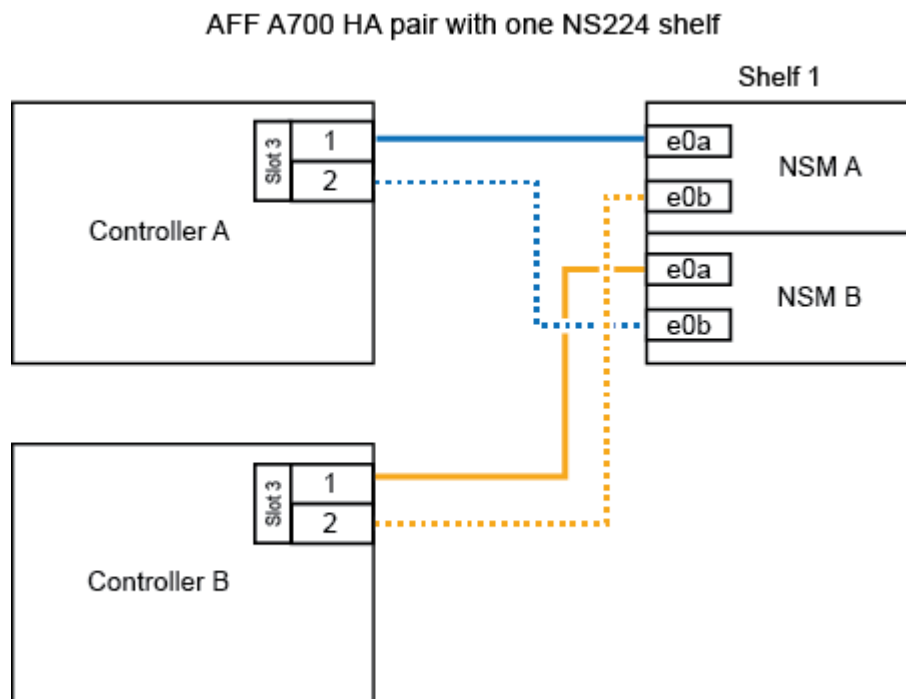 AFF A700 HA pair with one NS224 shelf
Shelf 1
Controller A
Slot 3
1
2
e0a
e0b
NSM A
e0a
e0b
NSM B
Controller B
Slot 3
1
2